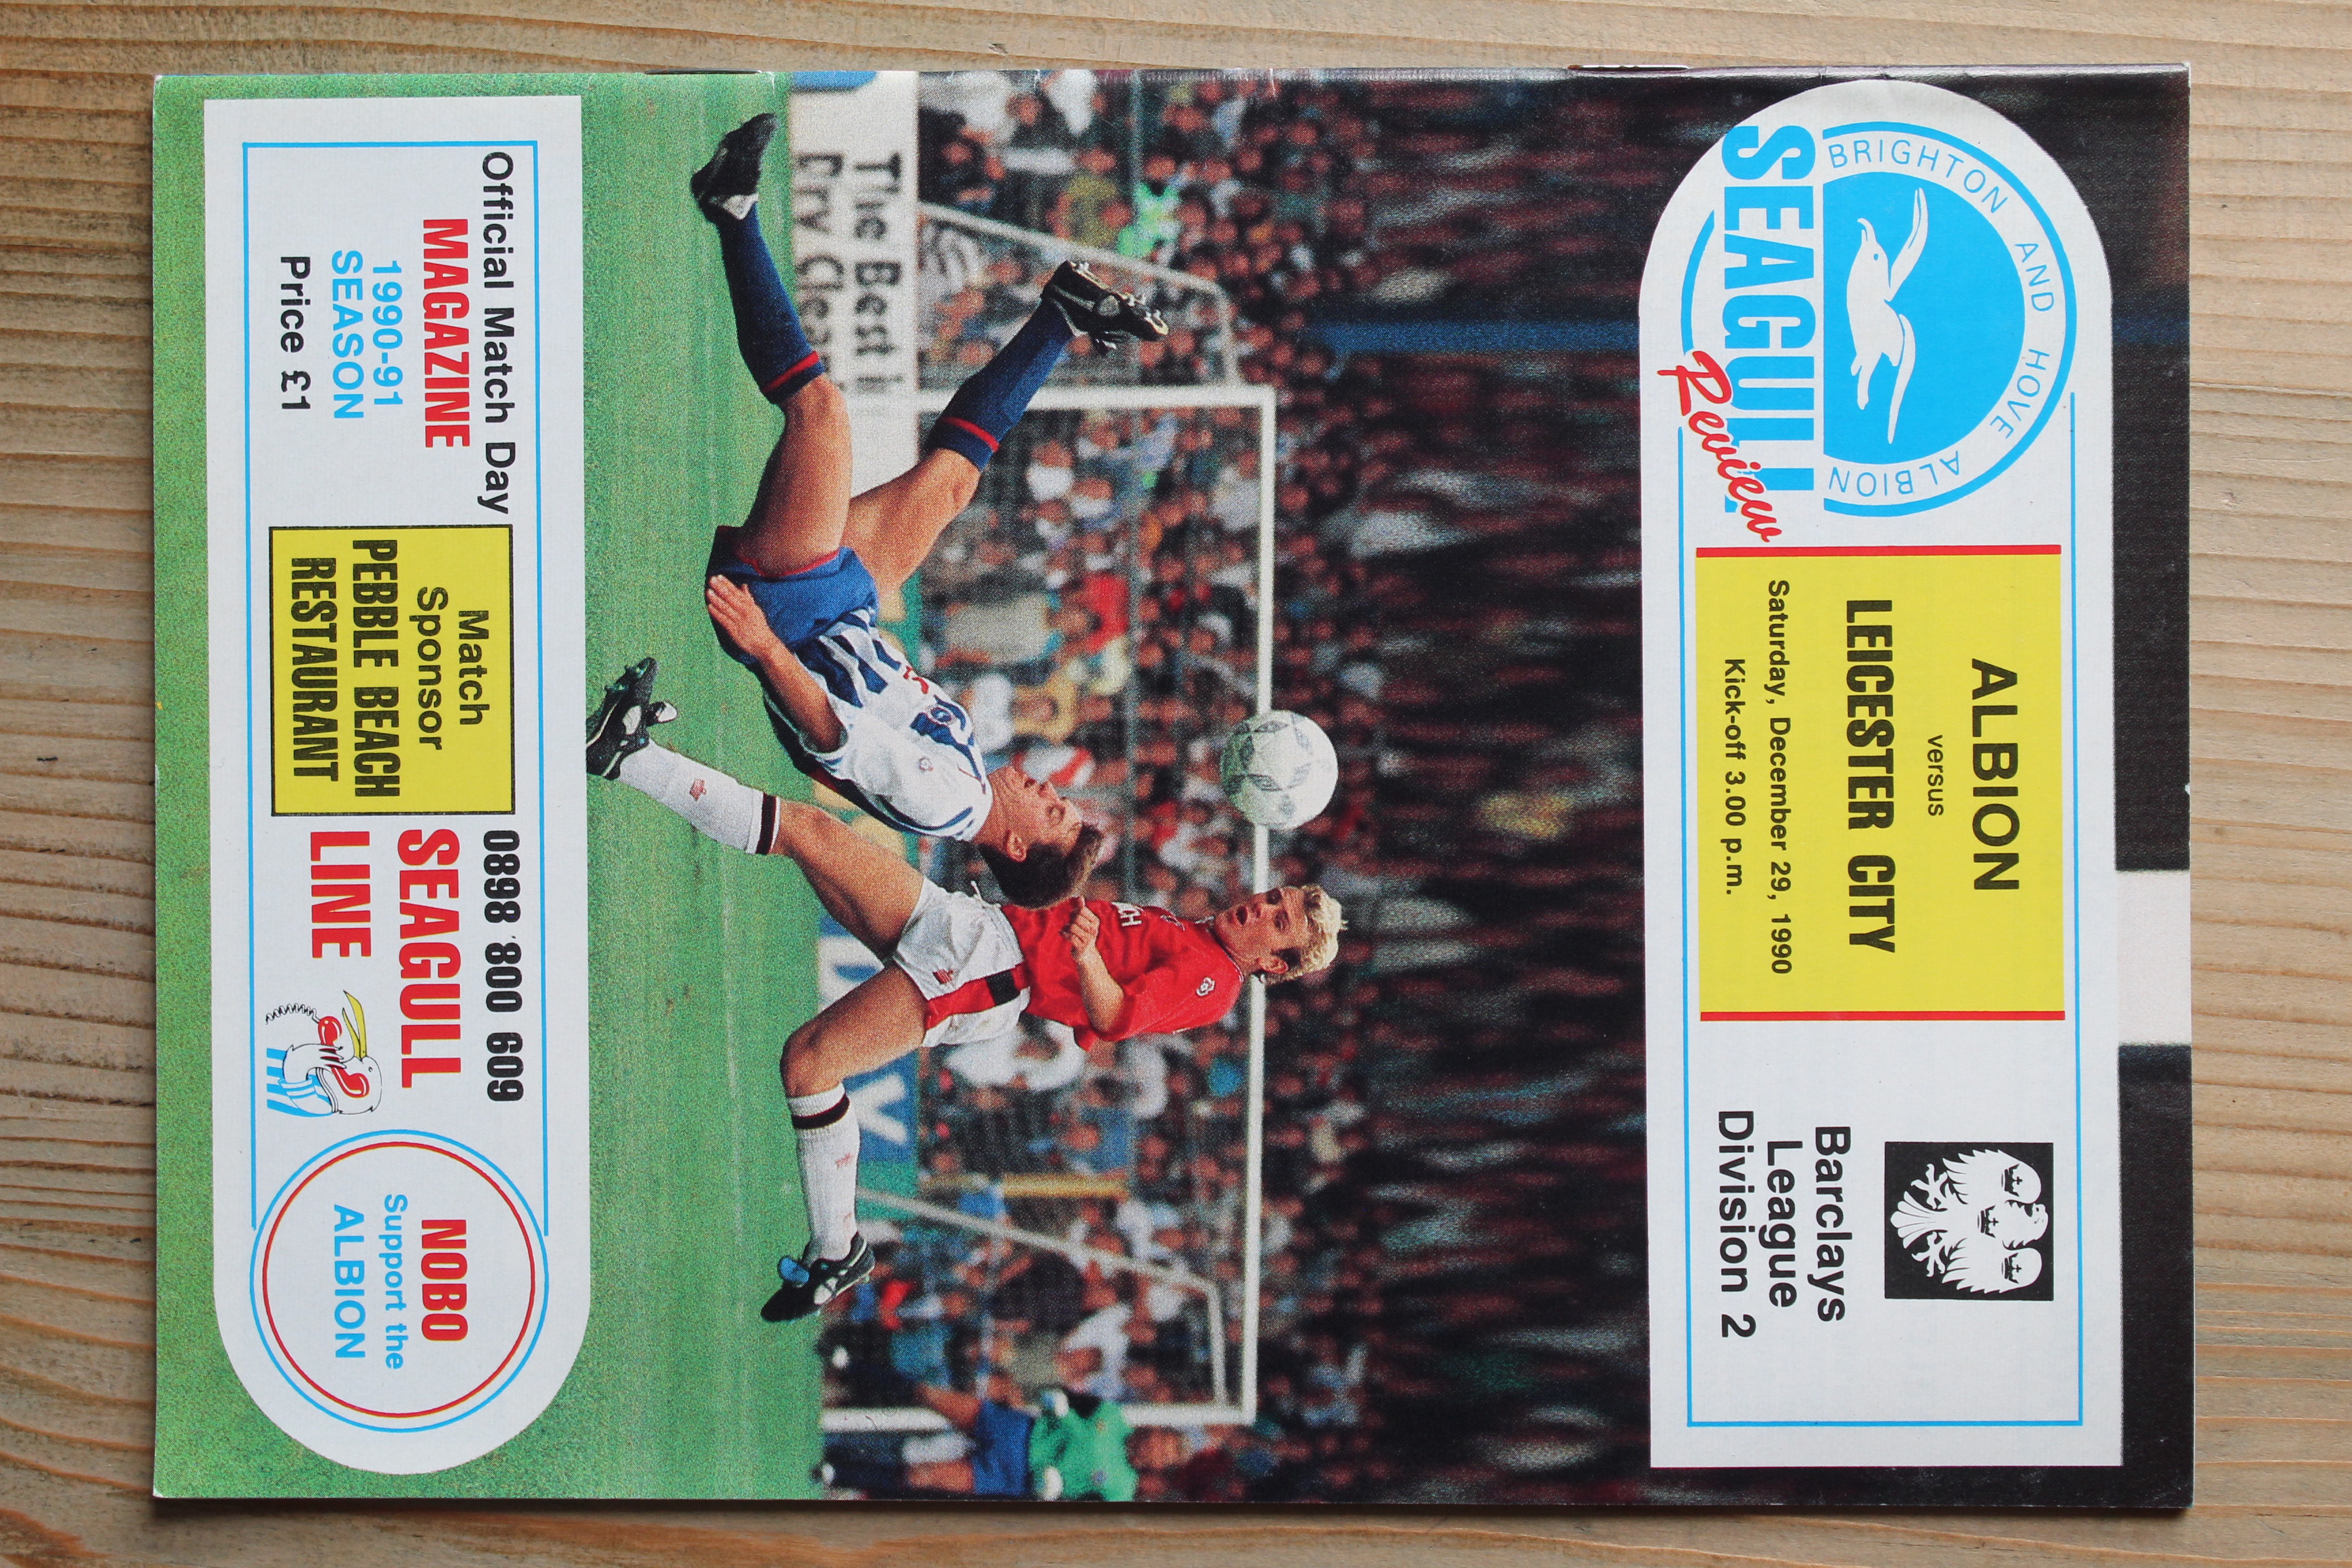 BRIGHTON AND HOVE ALBION
SEAGULL
Review
ALBION
versus
LEICESTER CITY
Saturday, December 29, 1990
Kick-off 3.00 p.m.
Barclays
League
Division 2
The Best i
Dry Clean
Official Match Day
MAGAZINE
1990-91
SEASON
Price £1
Match
Sponsor
PEBBLE BEACH
RESTAURANT
0898 800 609
SEAGULL
LINE
NOBO
Support the
ALBION